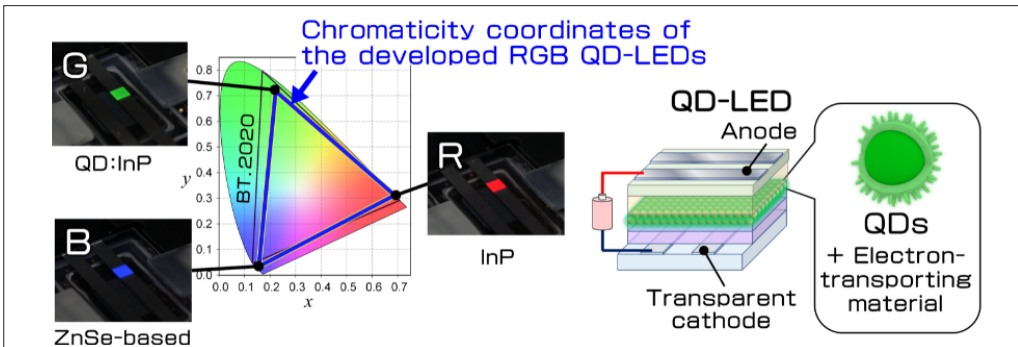 Chromaticity coordinates of
the developed RGB QD-LEDs
G
QD:InP
B
ZnSe-based
y
0.8
0.7
0.6
0.5
0.4
0.3
0.2
0.1
0.0
BT.2020
0.0 0.1 0.2 0.3 0.4 0.5 0.6 0.7
x
R
InP
QD-LED
Anode
Transparent
cathode
QDs
+ Electron-
transporting
material